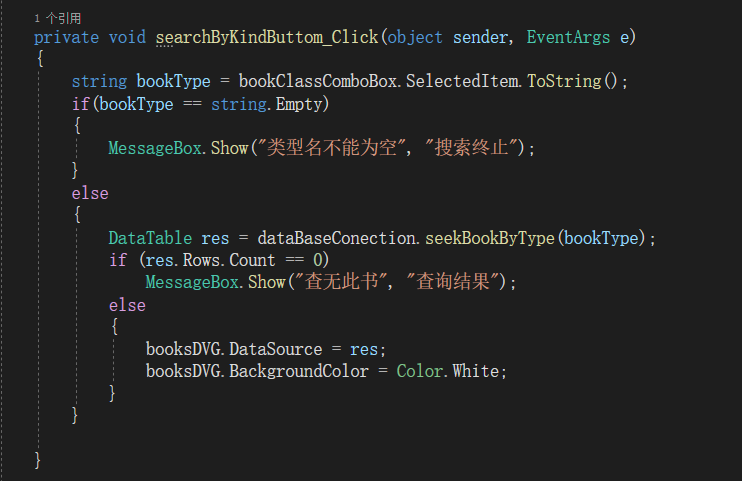 1 个引用
private void searchByKindButtom_Click(object sender, EventArgs e)
{
    string bookType = bookClassComboBox.SelectedItem.ToString();
    if(bookType == string.Empty)
    {
        MessageBox.Show("类型名不能为空", "搜索终止");
    }
    else
    {
        DataTable res = dataBaseConection.seekBookByType(bookType);
        if (res.Rows.Count == 0)
            MessageBox.Show("查无此书", "查询结果");
        else
        {
            booksDVG.DataSource = res;
            booksDVG.BackgroundColor = Color.White;
        }
    }
}